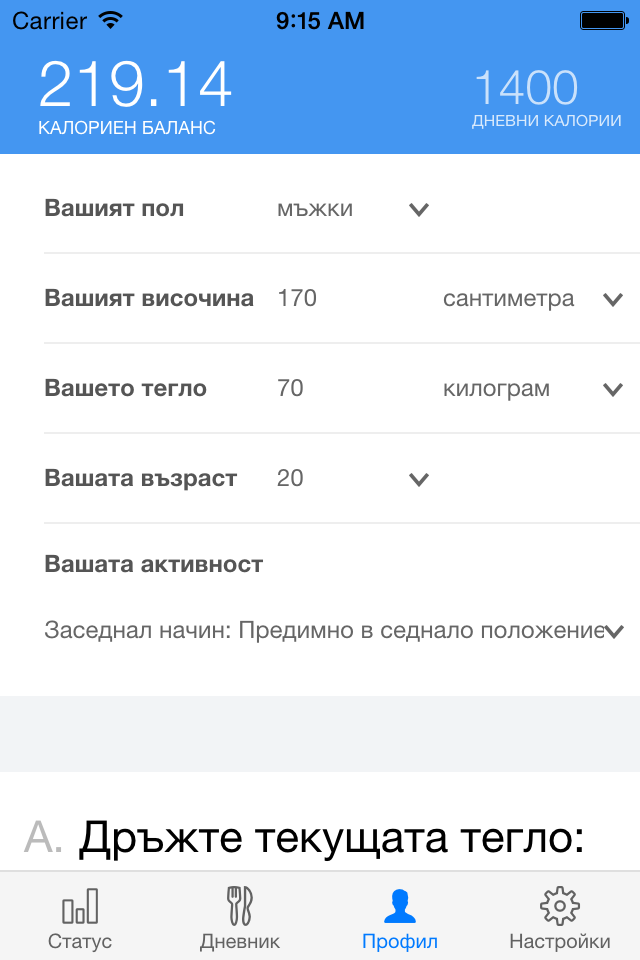 Carrier 9:15 AM
219.14 1400
КАЛОРИЕН БАЛАНС ДНЕВНИ КАЛОРИИ
Вашият пол мъжки
Вашият височина 170 сантиметра
Вашето тегло 70 килограм
Вашата възраст 20
Вашата активност
Заседнал начин: Предимно в седнало положение
A. Дръжте текущата тегло:
Статус Дневник Профил Настройки